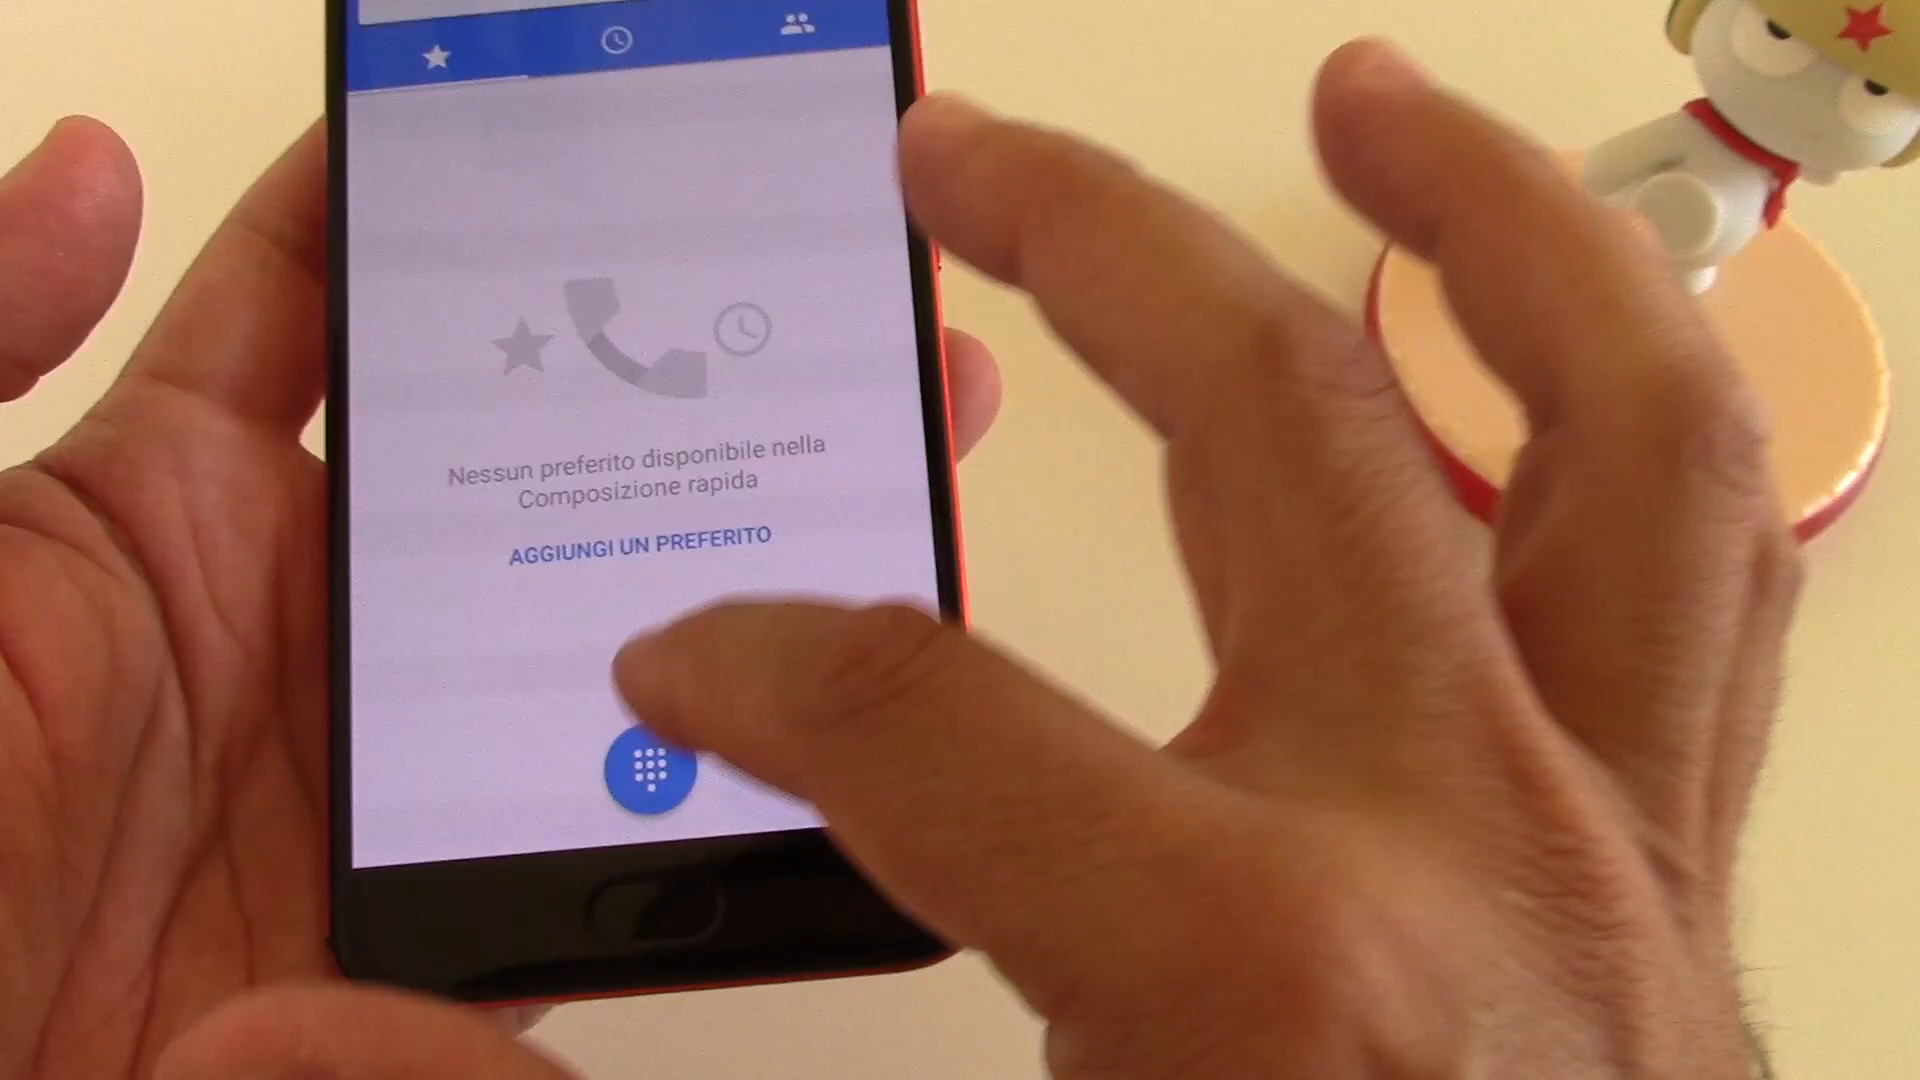 Nessun preferito disponibile nella
Composizione rapida
AGGIUNGI UN PREFERITO